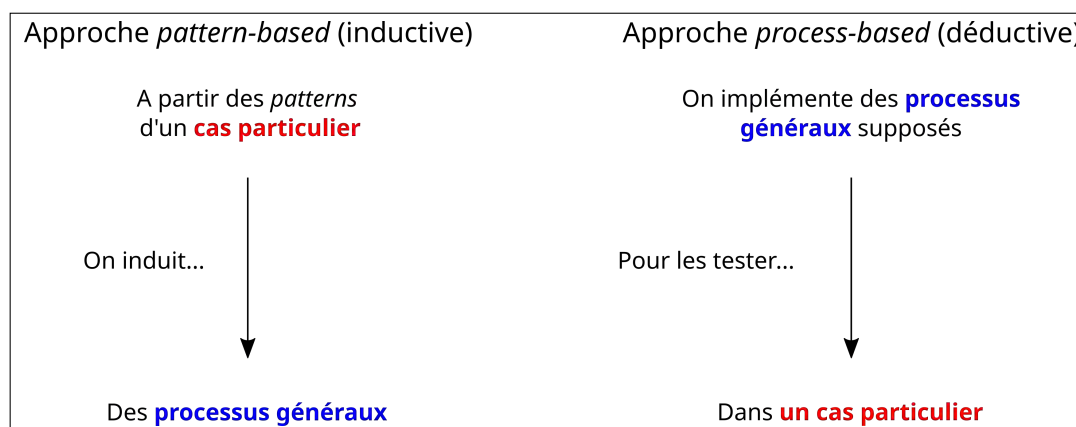 Approche pattern-based (inductive)
A partir des patterns
d'un cas particulier
On induit...
Des processus généraux
Approche process-based (déductive)
On implémente des processus
généraux supposés
Pour les tester...
Dans un cas particulier